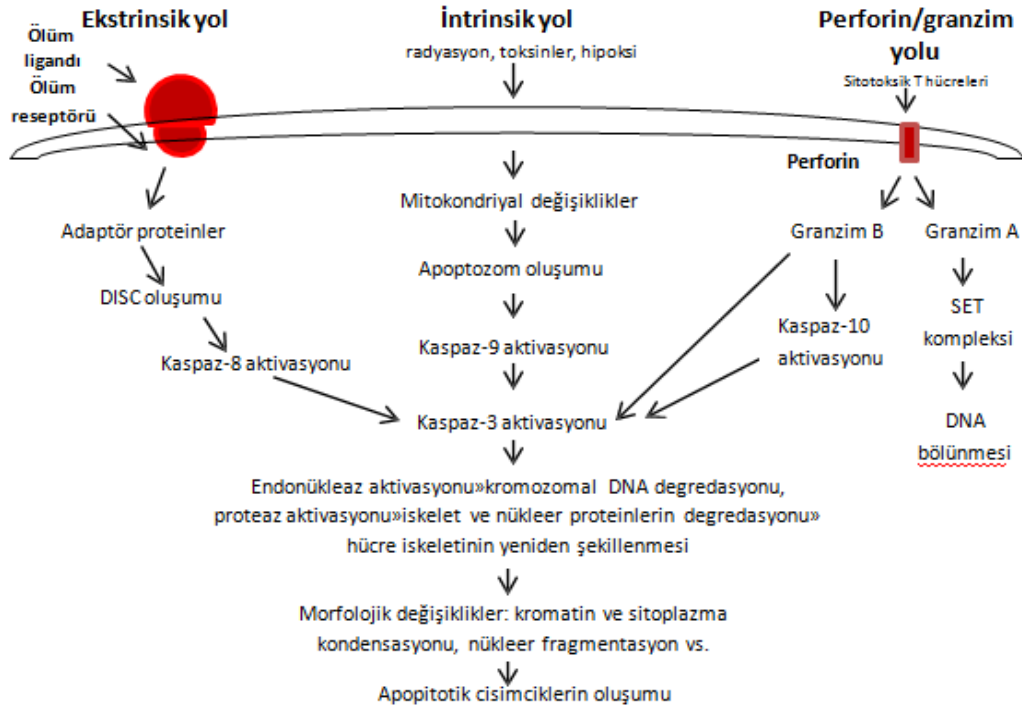 Ekstrinsik yol
Ölüm
ligandı
Ölüm
reseptörü
Adaptör proteinler
DISC oluşumu
Kaspaz-8 aktivasyonu
İntrinsik yol
radyasyon, toksinler, hipoksi
Mitokondriyal değişiklikler
Apoptozom oluşumu
Kaspaz-9 aktivasyonu
Perforin/granzim
yolu
Sitotoksik T hücreleri
Perforin
Granzim B
Granzim A
Kaspaz-10
aktivasyonu
SET
kompleksi
DNA
bölünmesi
Kaspaz-3 aktivasyonu
Endonükleaz aktivasyonu»kromozomal DNA degredasyonu,
proteaz aktivasyonu»iskelet ve nükleer proteinlerin degredasyonu»
hücre iskeletinin yeniden şekillenmesi
Morfolojik değişiklikler: kromatin ve sitoplazma
kondensasyonu, nükleer fragmentasyon vs.
Apopitotik cisimciklerin oluşumu